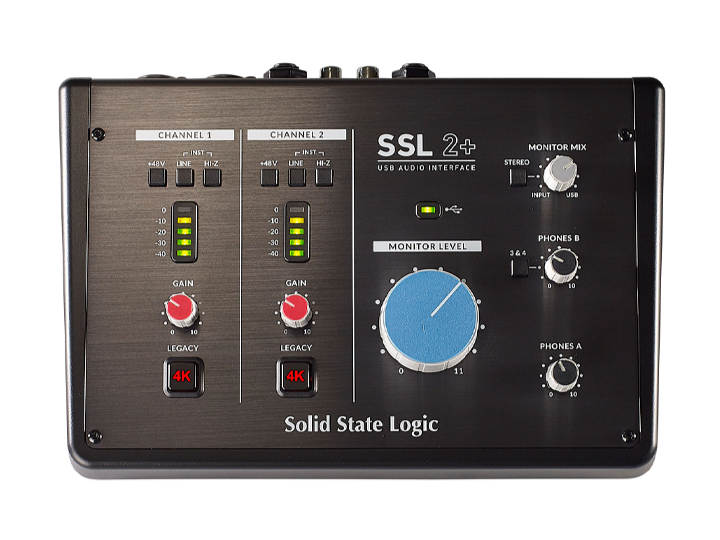 CHANNEL 1
INST
+48V LINE HI-Z
0
-10
-20
-30
-40
GAIN
0 10
LEGACY
4K
CHANNEL 2
INST
+48V LINE HI-Z
0
-10
-20
-30
-40
GAIN
0 10
LEGACY
4K
SSL 2+
USB AUDIO INTERFACE
MONITOR LEVEL
0 11
MONITOR MIX
STEREO
INPUT USB
PHONES B
3 & 4
0 10
PHONES A
0 10
Solid State Logic